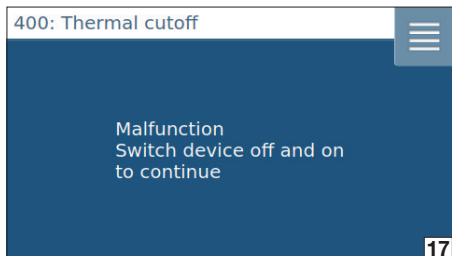 400: Thermal cutoff
Malfunction
Switch device off and on
to continue
17